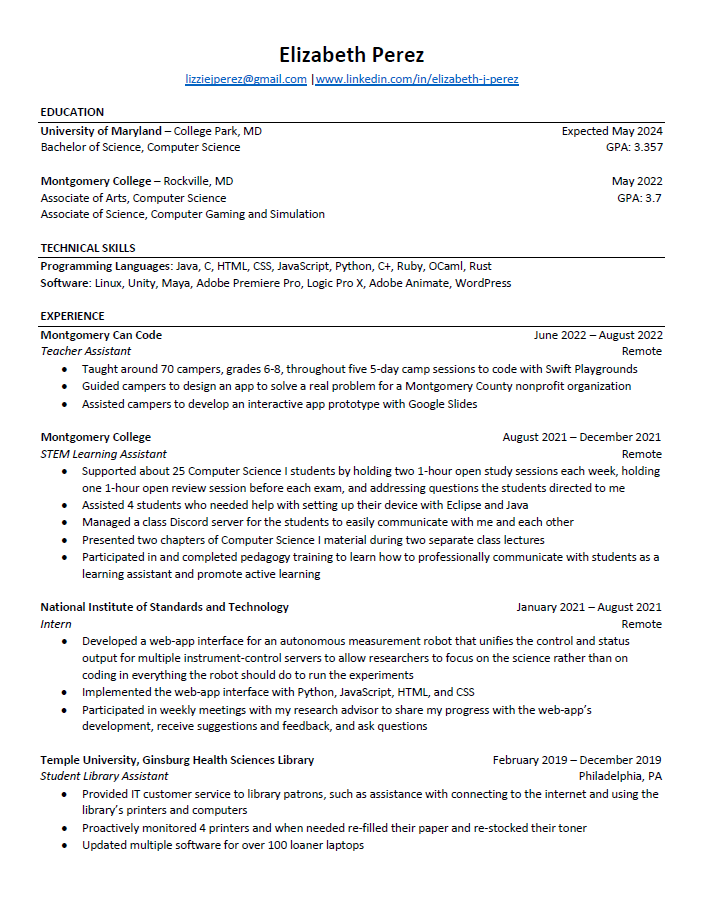 Elizabeth Perez
lizziejperez@gmail.com | www.linkedin.com/in/elizabeth-j-perez
EDUCATION
University of Maryland – College Park, MD Expected May 2024
Bachelor of Science, Computer Science GPA: 3.357
Montgomery College – Rockville, MD May 2022
Associate of Arts, Computer Science GPA: 3.7
Associate of Science, Computer Gaming and Simulation
TECHNICAL SKILLS
Programming Languages: Java, C, HTML, CSS, JavaScript, Python, C+, Ruby, OCaml, Rust
Software: Linux, Unity, Maya, Adobe Premiere Pro, Logic Pro X, Adobe Animate, WordPress
EXPERIENCE
Montgomery Can Code June 2022 – August 2022
Teacher Assistant Remote
• Taught around 70 campers, grades 6-8, throughout five 5-day camp sessions to code with Swift Playgrounds
• Guided campers to design an app to solve a real problem for a Montgomery County nonprofit organization
• Assisted campers to develop an interactive app prototype with Google Slides
Montgomery College August 2021 – December 2021
STEM Learning Assistant Remote
• Supported about 25 Computer Science I students by holding two 1-hour open study sessions each week, holding
one 1-hour open review session before each exam, and addressing questions the students directed to me
• Assisted 4 students who needed help with setting up their device with Eclipse and Java
• Managed a class Discord server for the students to easily communicate with me and each other
• Presented two chapters of Computer Science I material during two separate class lectures
• Participated in and completed pedagogy training to learn how to professionally communicate with students as a
learning assistant and promote active learning
National Institute of Standards and Technology January 2021 – August 2021
Intern Remote
• Developed a web-app interface for an autonomous measurement robot that unifies the control and status
output for multiple instrument-control servers to allow researchers to focus on the science rather than on
coding in everything the robot should do to run the experiments
• Implemented the web-app interface with Python, JavaScript, HTML, and CSS
• Participated in weekly meetings with my research advisor to share my progress with the web-app's
development, receive suggestions and feedback, and ask questions
Temple University, Ginsburg Health Sciences Library February 2019 – December 2019
Student Library Assistant Philadelphia, PA
• Provided IT customer service to library patrons, such as assistance with connecting to the internet and using the
library's printers and computers
• Proactively monitored 4 printers and when needed re-filled their paper and re-stocked their toner
• Updated multiple software for over 100 loaner laptops